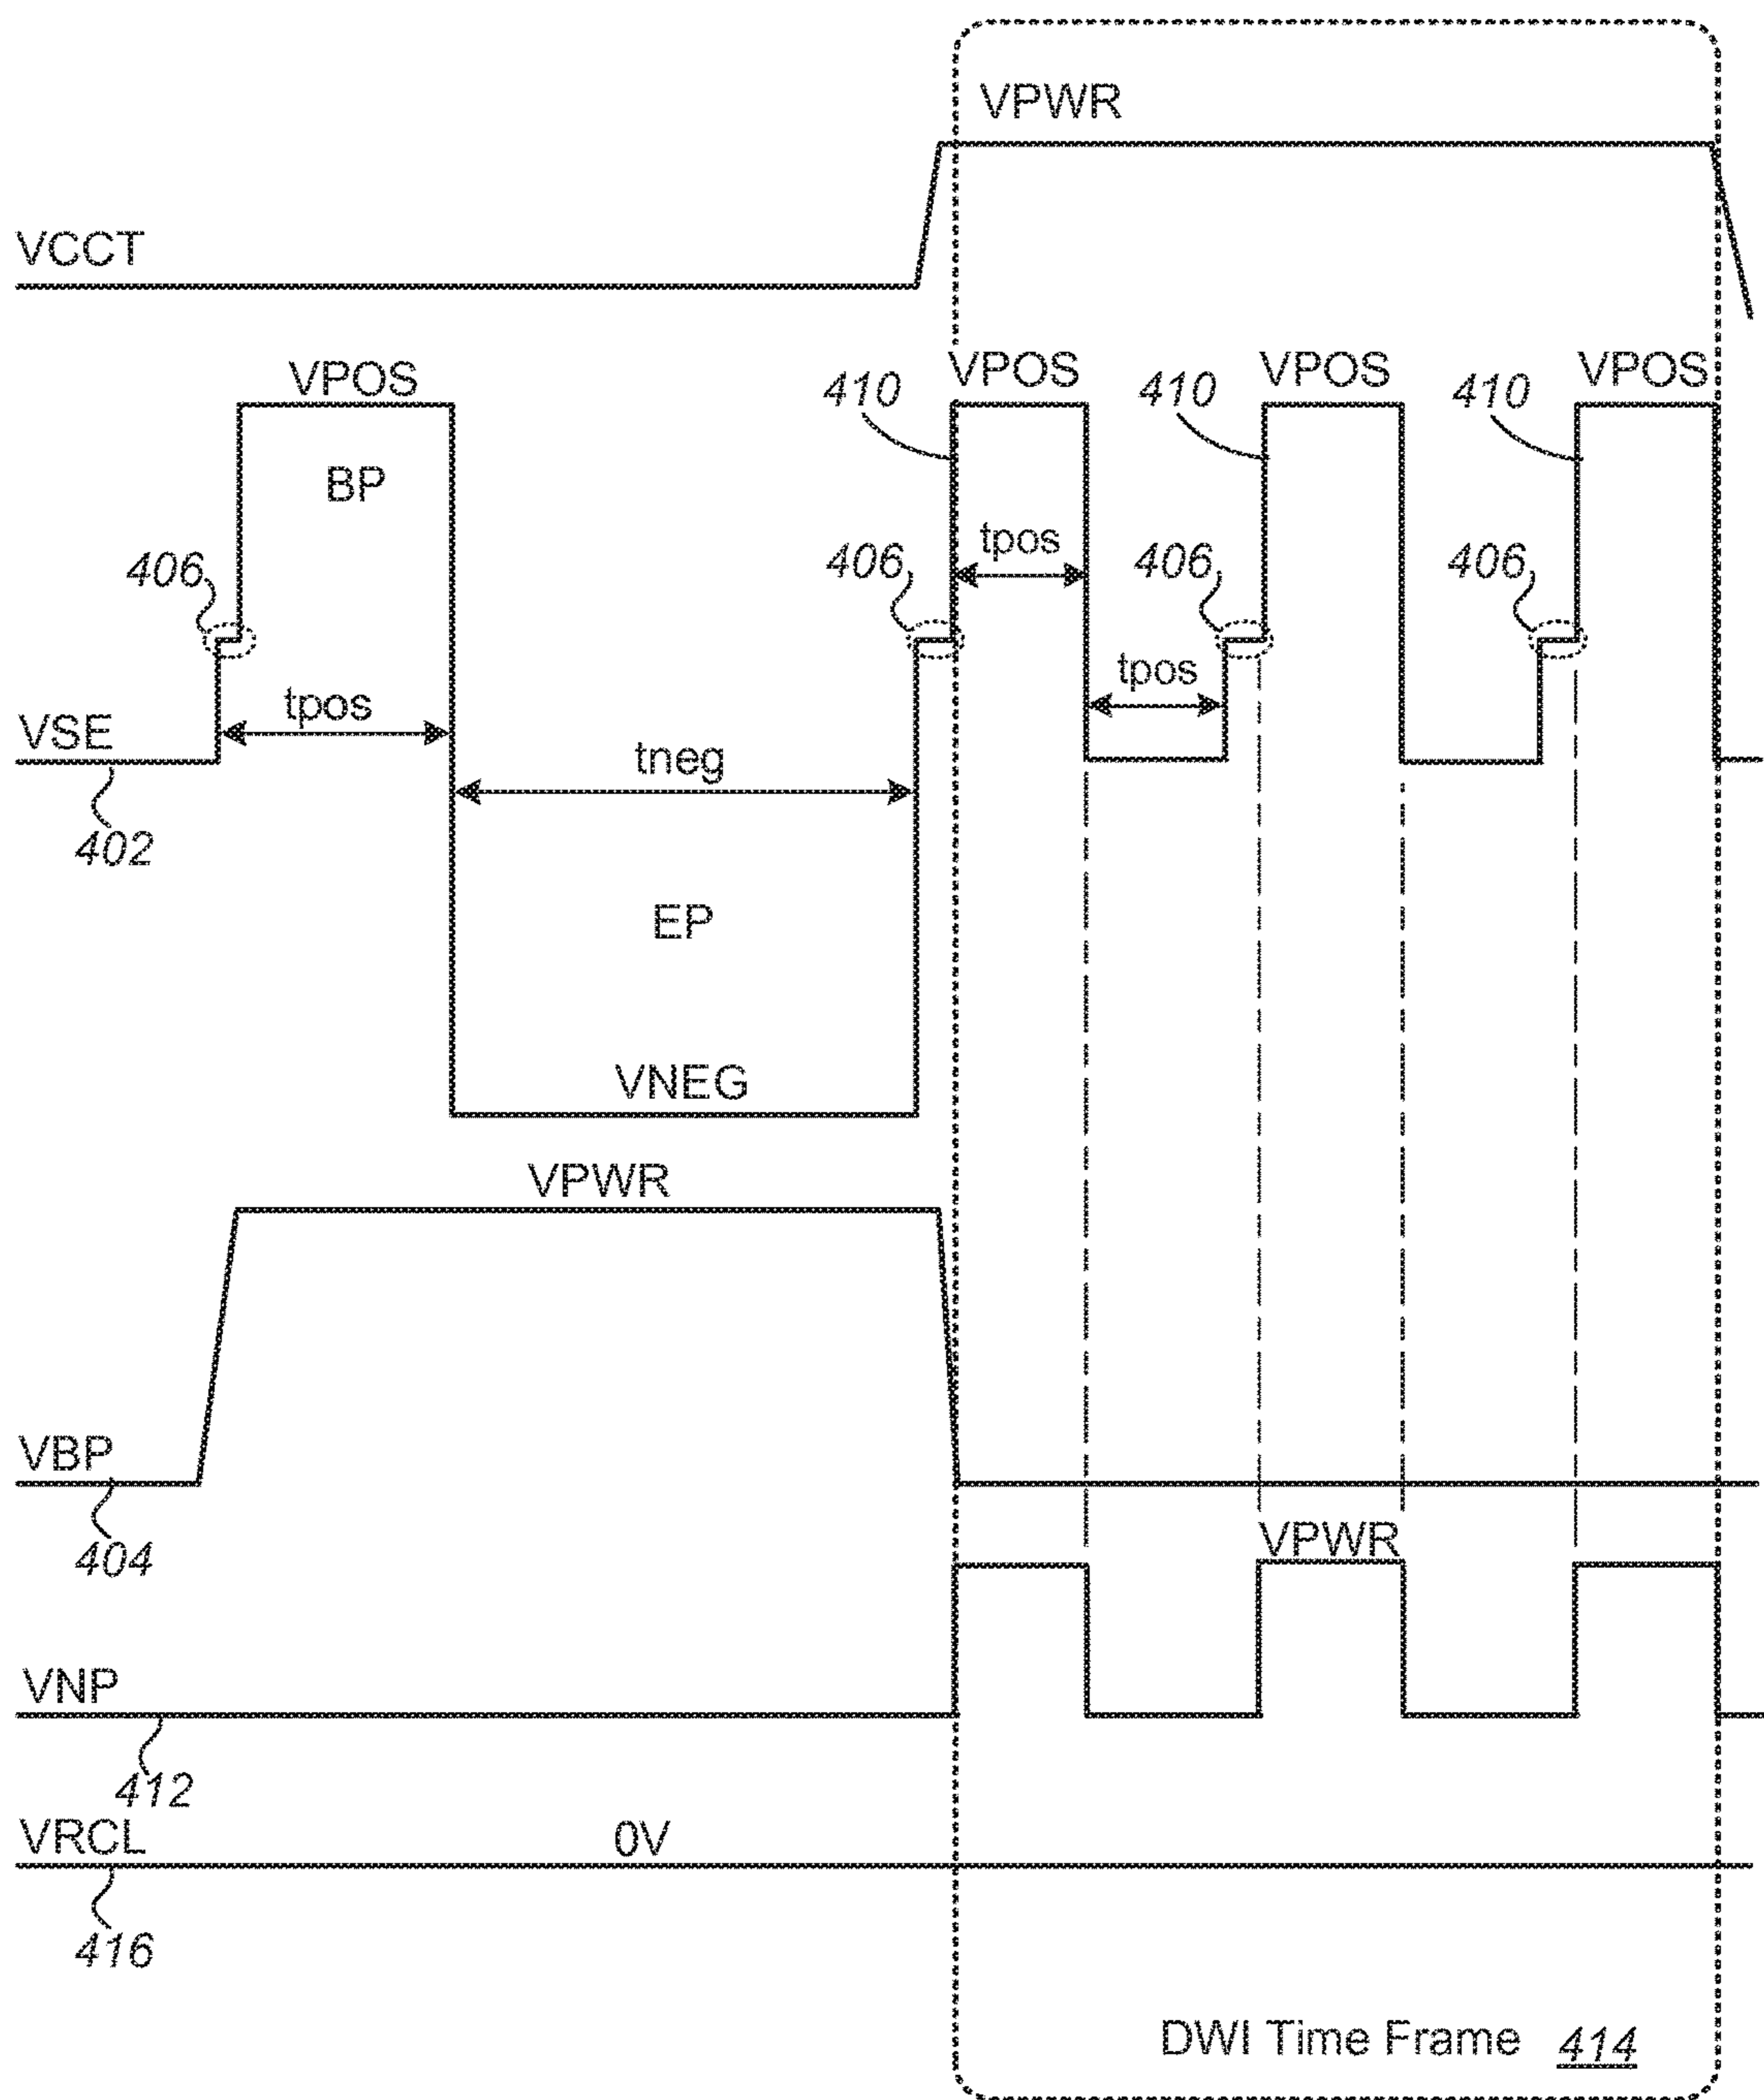 VPWR
VCCT
VPOS
410
VPOS
410
VPOS
410
VPOS
BP
406
406
tpos
406
406
tpos
tpos
VSE
tneg
402
EP
VNEG
VPWR
VBP
404
VPWR
VNP
412
VRCL
0V
416
DWI Time Frame 414